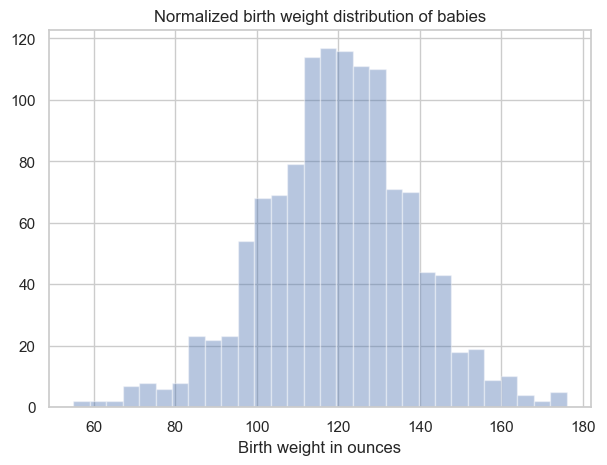 Normalized birth weight distribution of babies
120
100
80
60
40
20
0
60 80 100 120 140 160 180
Birth weight in ounces